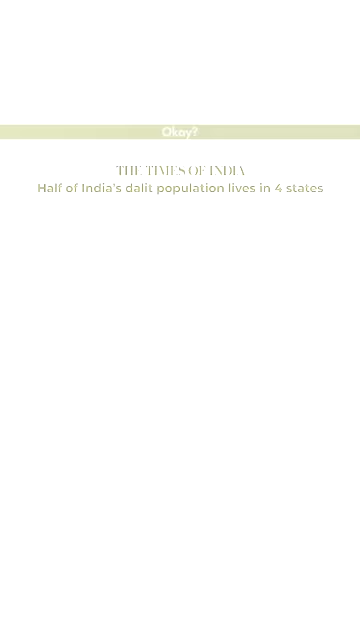 Okay?
THE TIMES OF INDIA
Half of India's dalit population lives in 4 states